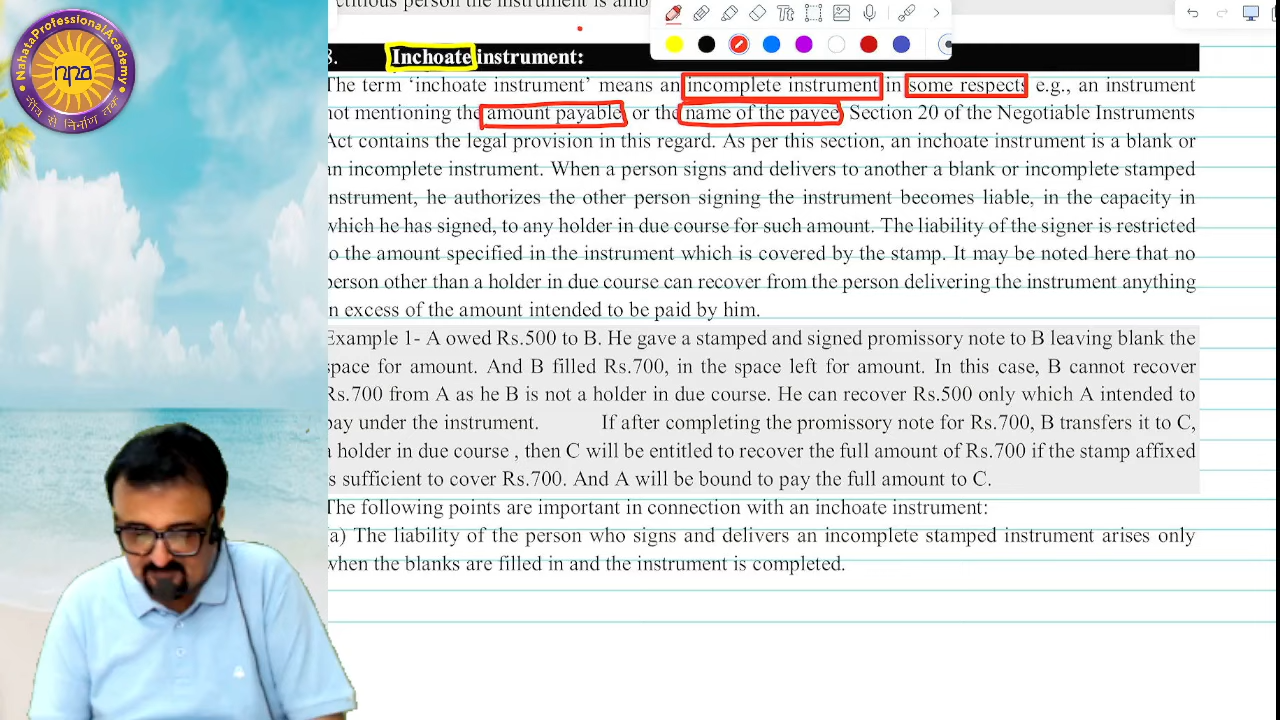 NahataProfessionalAcademy
npa
नीव से निर्माण तक
Tt
Inchoate instrument:
The term ‘inchoate instrument’ means an incomplete instrument in some respects e.g., an instrument
not mentioning the amount payable or the name of the payee Section 20 of the Negotiable Instruments
Act contains the legal provision in this regard. As per this section, an inchoate instrument is a blank or
an incomplete instrument. When a person signs and delivers to another a blank or incomplete stamped
instrument, he authorizes the other person signing the instrument becomes liable, in the capacity in
which he has signed, to any holder in due course for such amount. The liability of the signer is restricted
to the amount specified in the instrument which is covered by the stamp. It may be noted here that no
person other than a holder in due course can recover from the person delivering the instrument anything
in excess of the amount intended to be paid by him.
Example 1- A owed Rs.500 to B. He gave a stamped and signed promissory note to B leaving blank the
space for amount. And B filled Rs.700, in the space left for amount. In this case, B cannot recover
Rs.700 from A as he B is not a holder in due course. He can recover Rs.500 only which A intended to
pay under the instrument. If after completing the promissory note for Rs.700, B transfers it to C,
a holder in due course , then C will be entitled to recover the full amount of Rs.700 if the stamp affixed
is sufficient to cover Rs.700. And A will be bound to pay the full amount to C.
The following points are important in connection with an inchoate instrument:
(a) The liability of the person who signs and delivers an incomplete stamped instrument arises only
when the blanks are filled in and the instrument is completed.